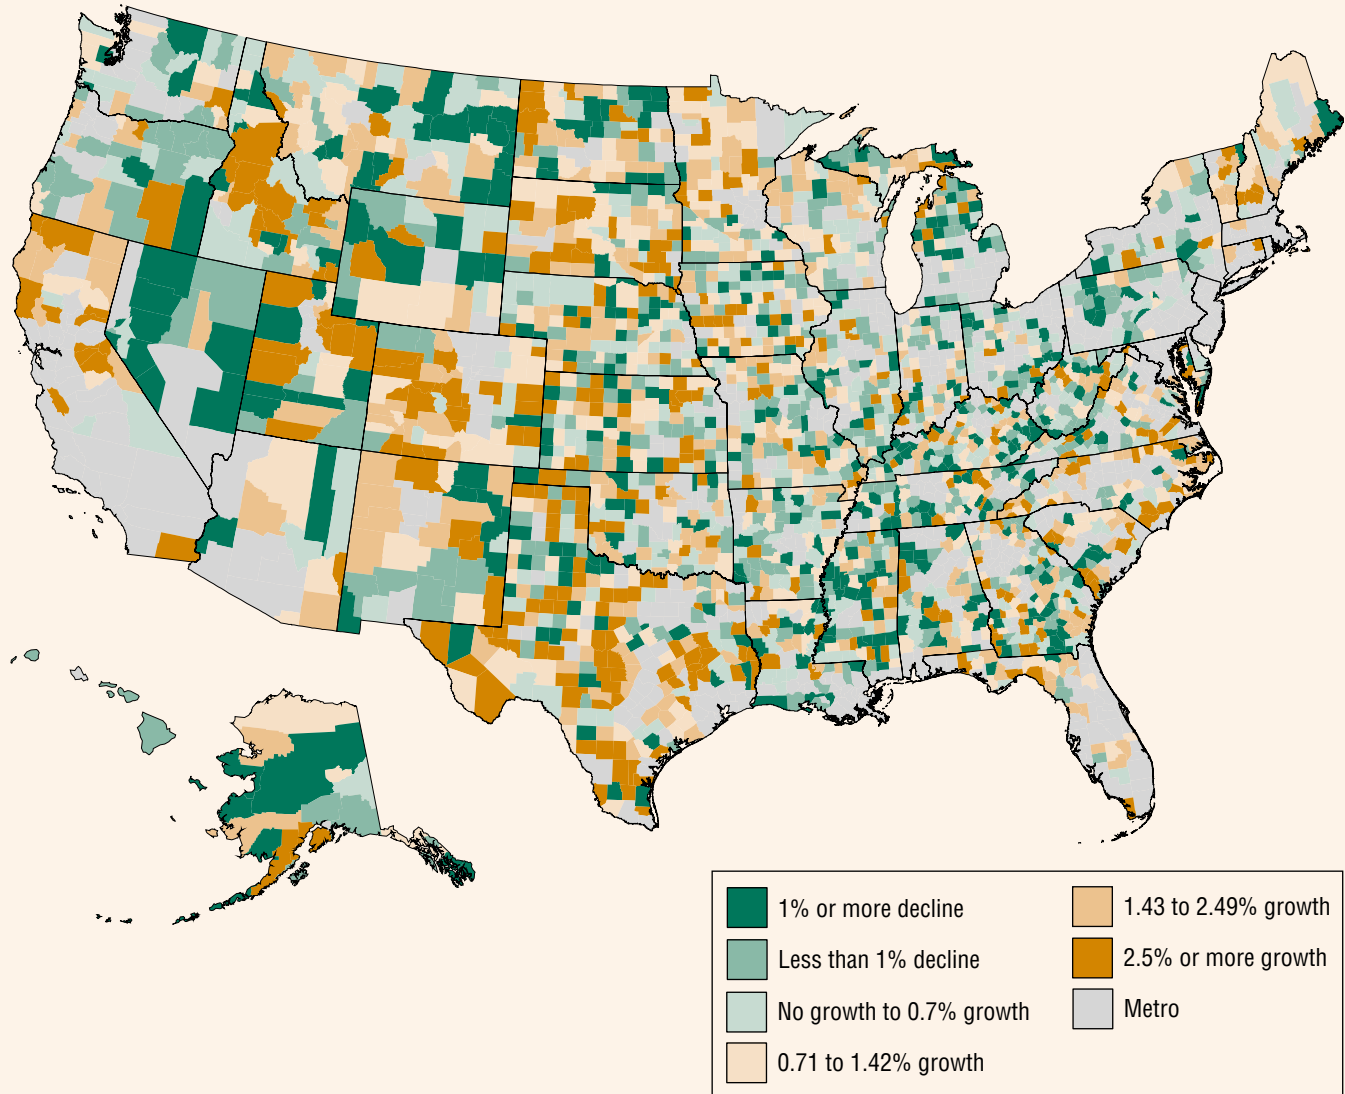 1% or more decline
Less than 1% decline
No growth to 0.7% growth
0.71 to 1.42% growth
1.43 to 2.49% growth
2.5% or more growth
Metro